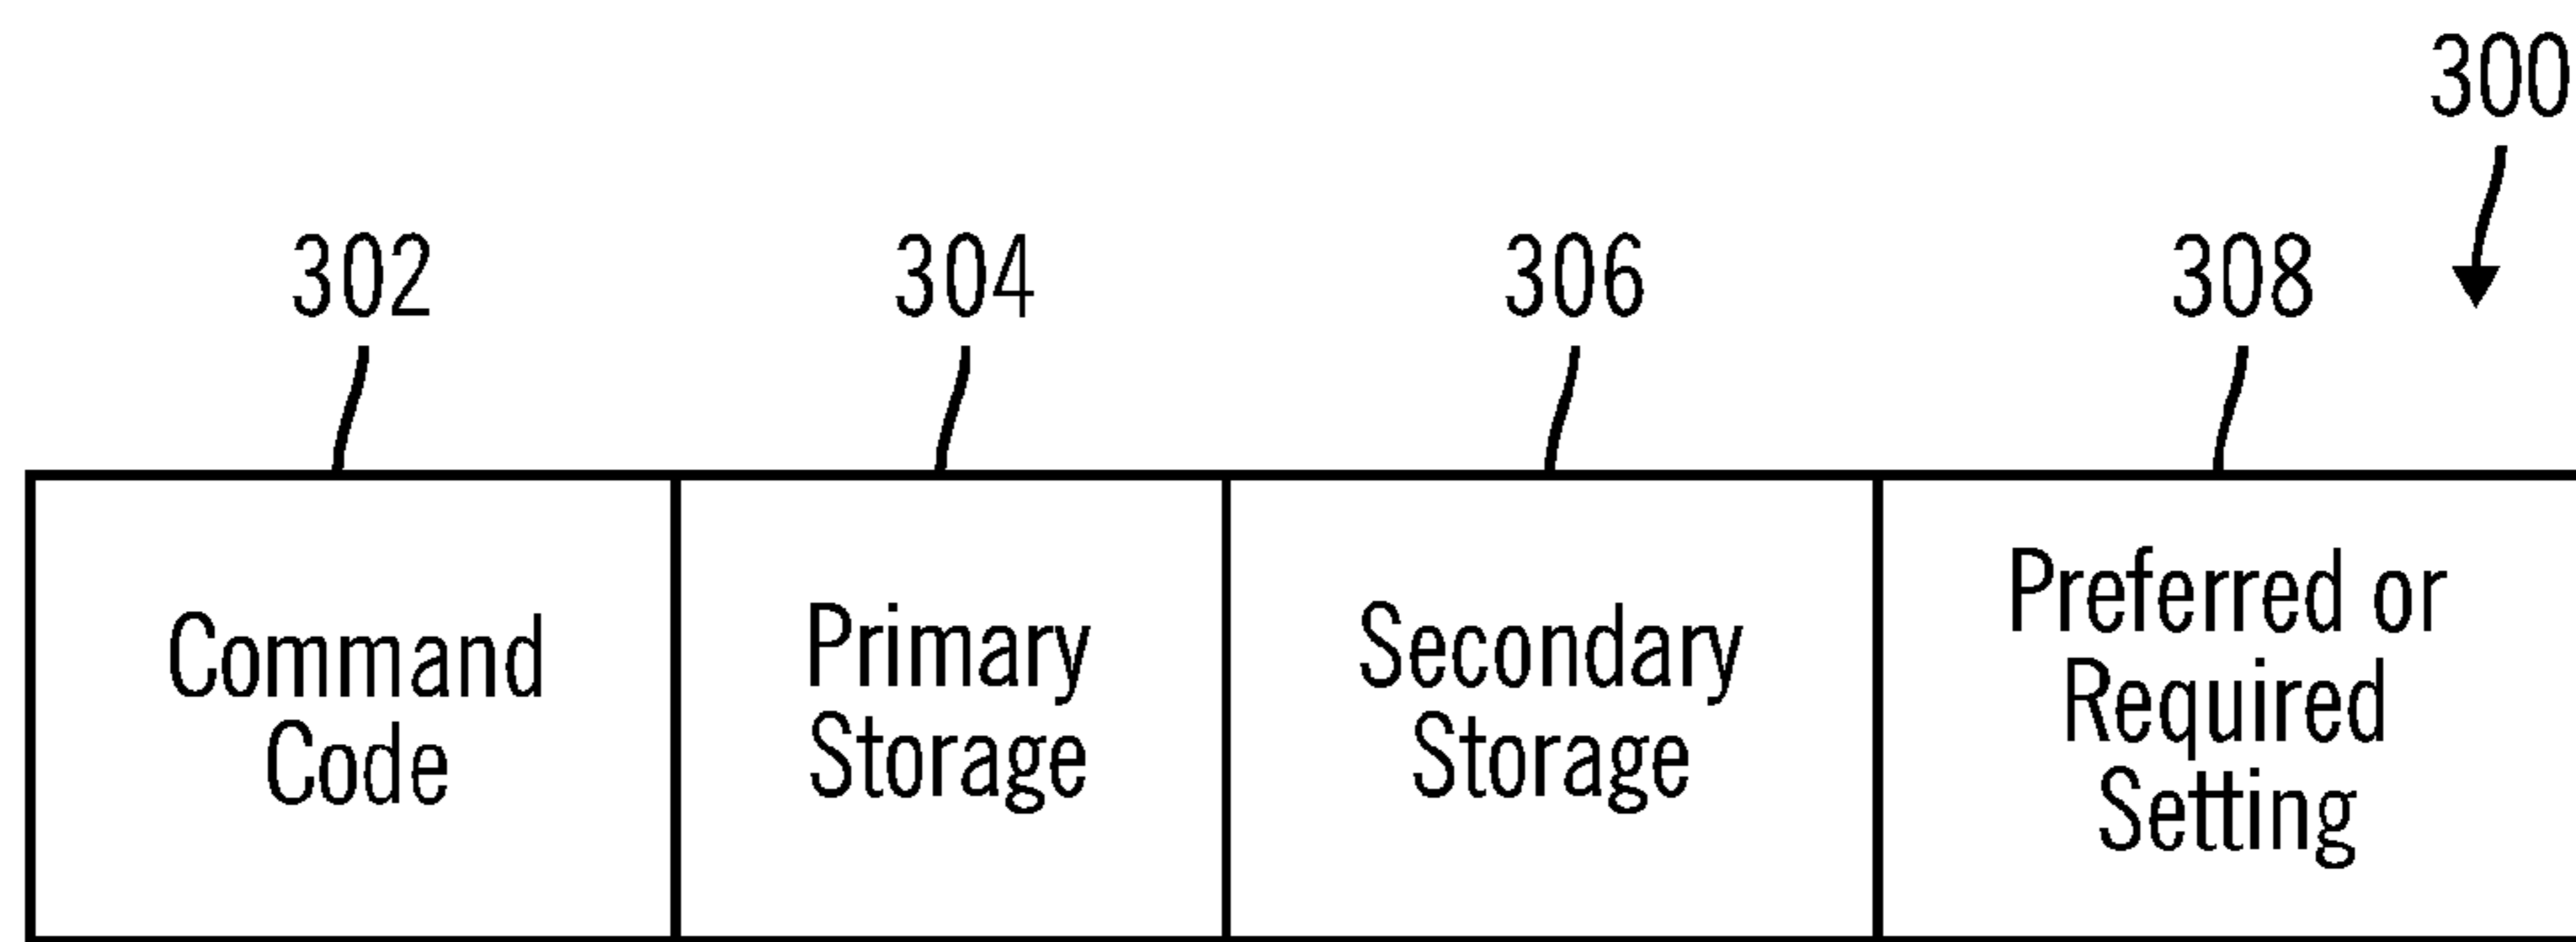 300
302
304
306
308
Command
Code
Primary
Storage
Secondary
Storage
Preferred or
Required
Setting